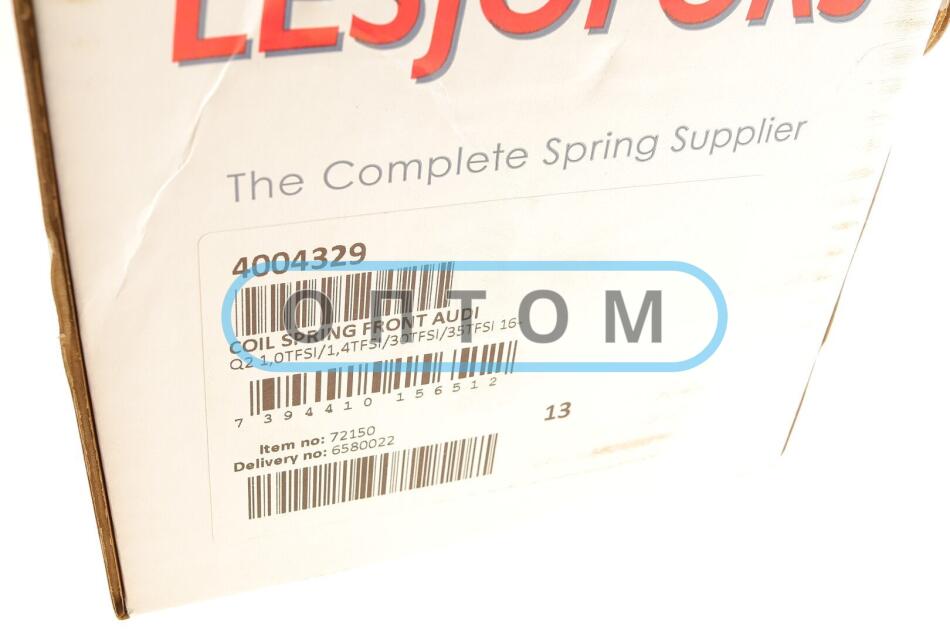 LESJÖFORS
The Complete Spring Supplier
4004329
ОПТОМ
COIL SPRING FRONT AUDI
Q2 1,0TFSI/1,4TFSI/30TFSI/35TFSI 16-
7 394410 156512
13
Item no: 72150
Delivery no: 6580022